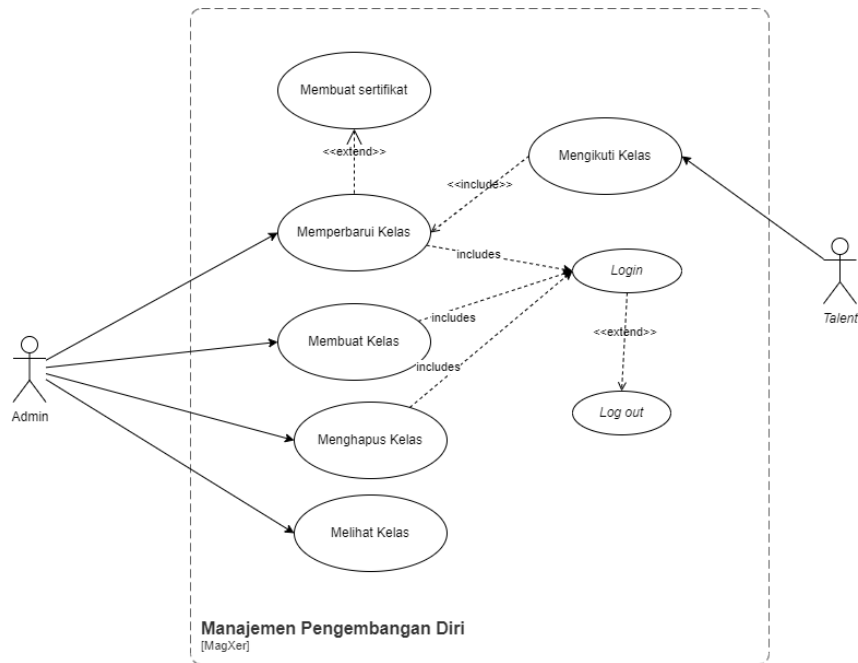 Membuat sertifikat
<<extend>>
Mengikuti Kelas
<<include>>
Memperbarui Kelas
includes
Login
Talent
includes
<<extend>>
Membuat Kelas
includes
Admin
Log out
Menghapus Kelas
Melihat Kelas
Manajemen Pengembangan Diri
[MagXer]